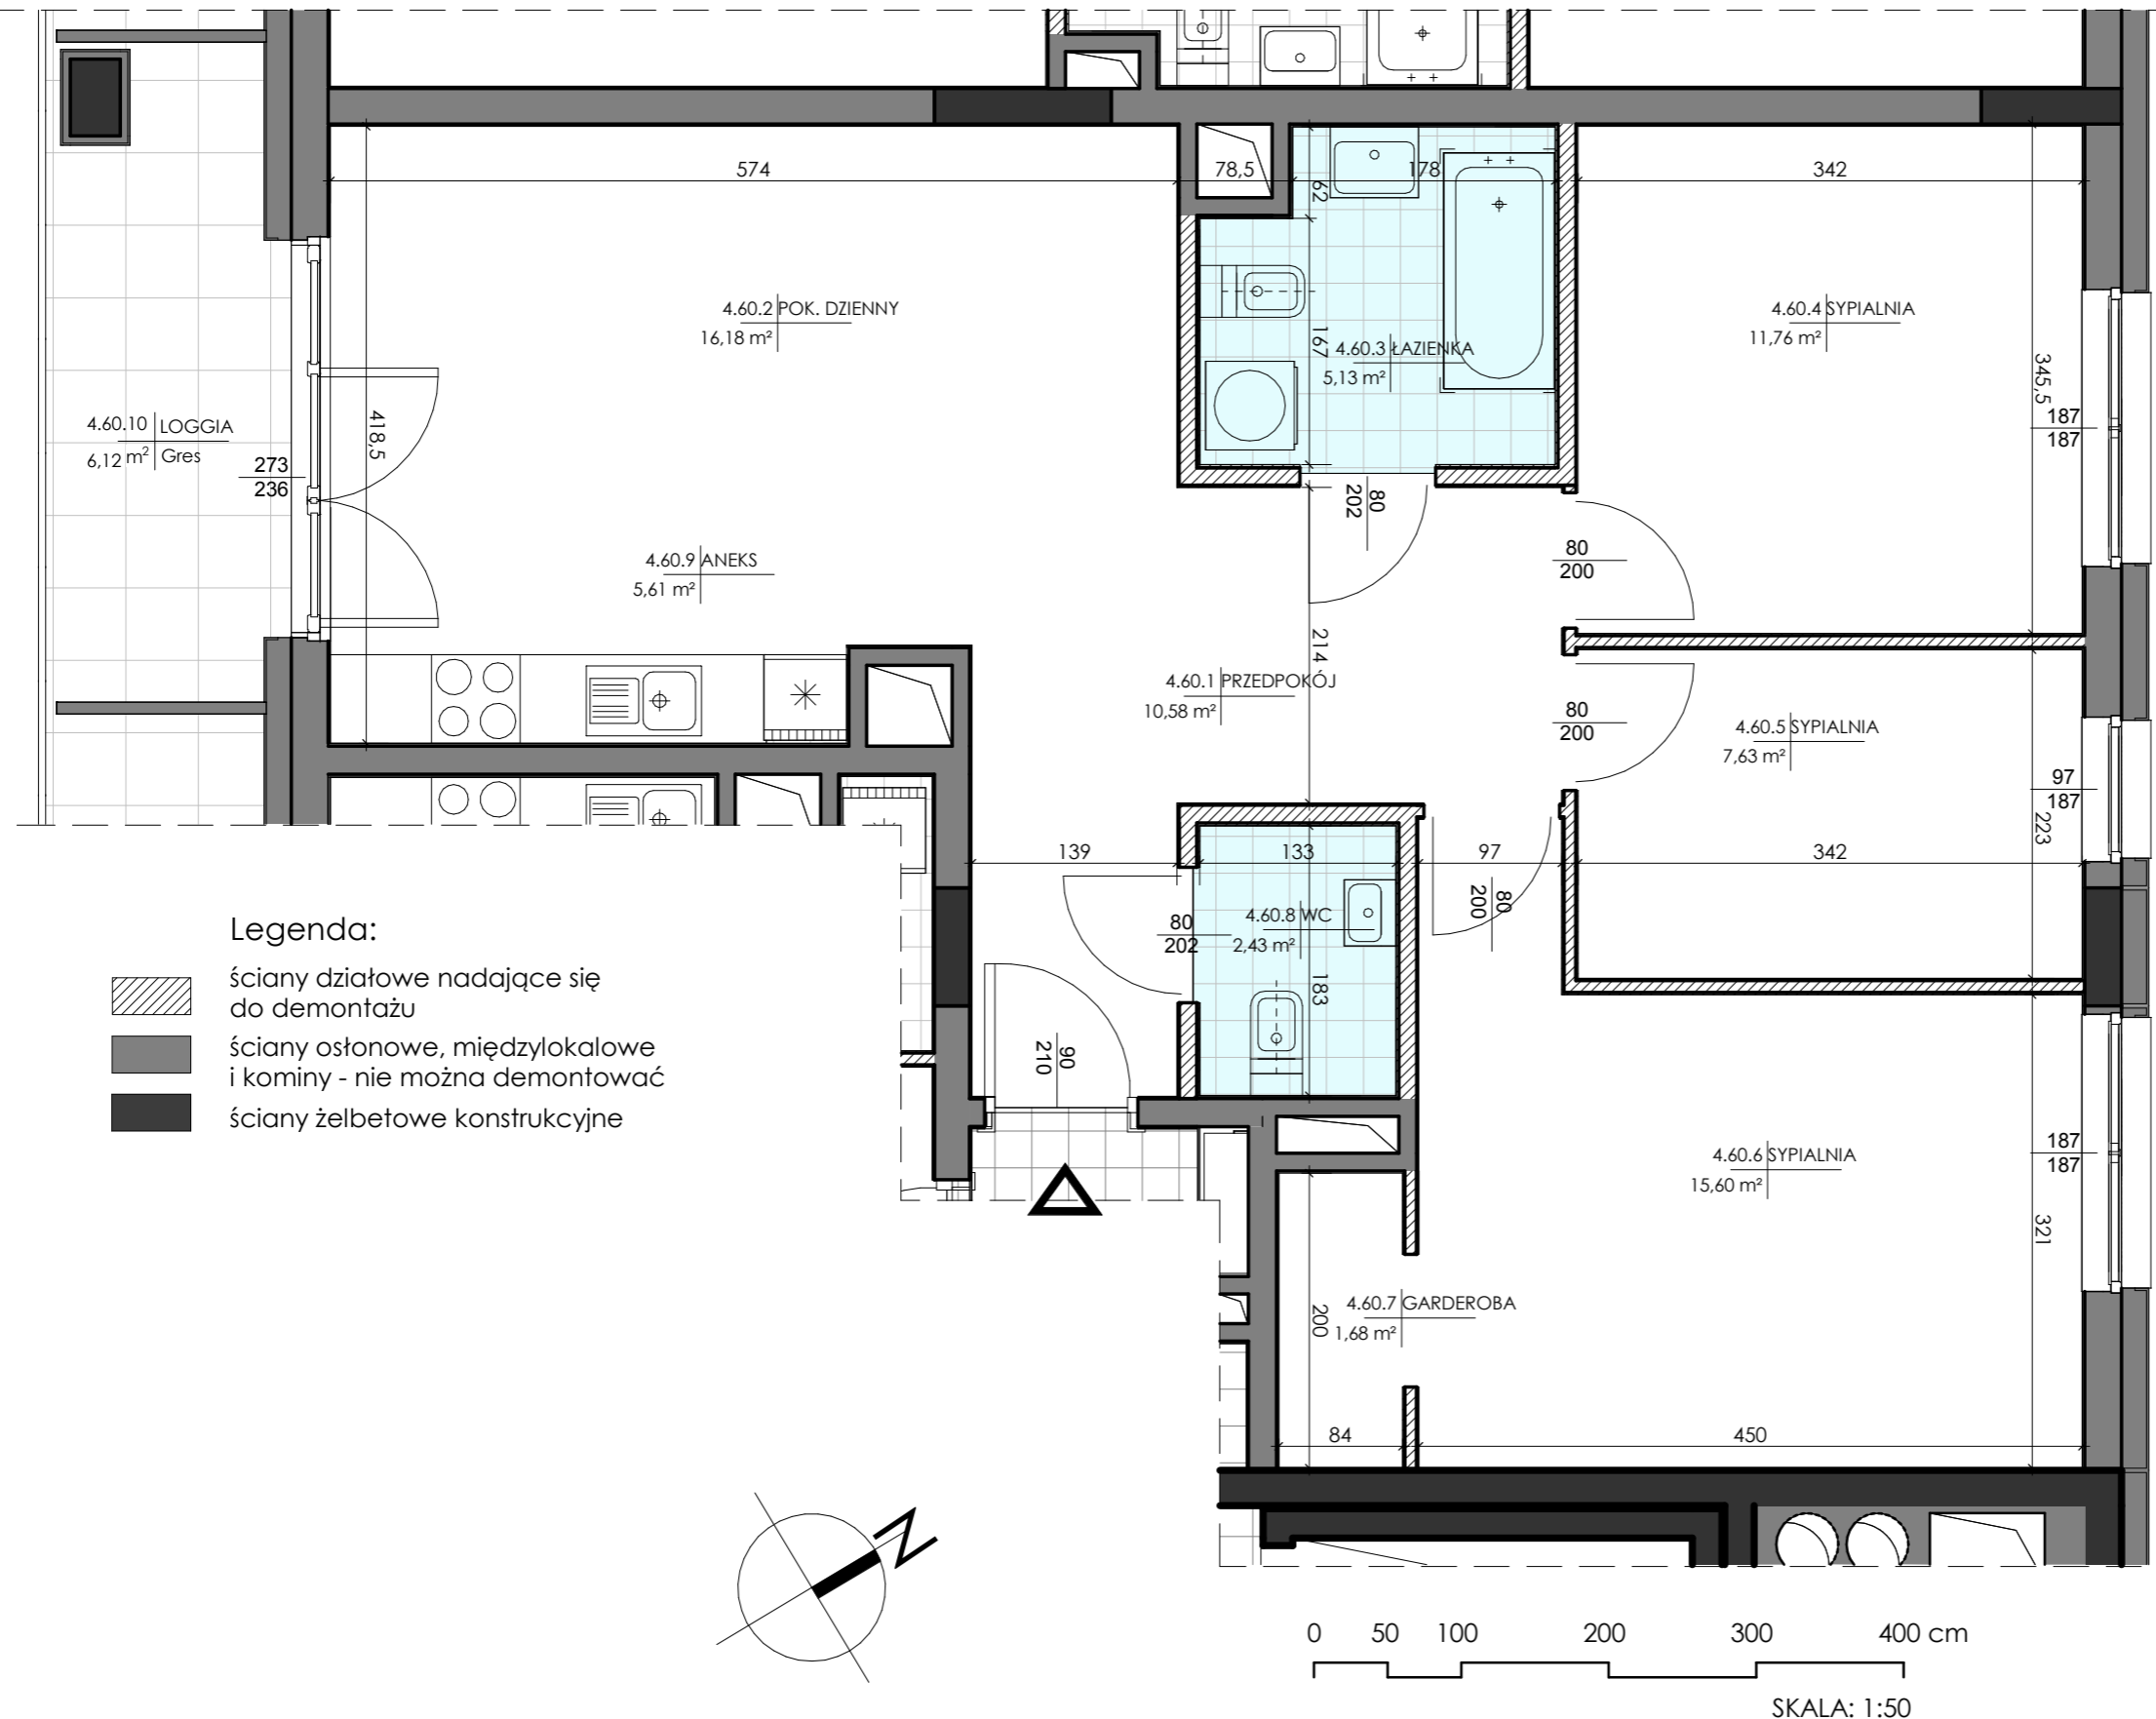 574
78,5
178
342
62
4.60.2 POK. DZIENNY
16,18 m²
4.60.4 SYPIALNIA
11,76 m²
167
4.60.3 ŁAZIENKA
5,13 m²
345,5
187
187
4.60.10 LOGGIA
6,12 m² Gres
418,5
273
236
80
202
80
200
4.60.9 ANEKS
5,61 m²
214
4.60.1 PRZEDPOKÓJ
10,58 m²
80
200
4.60.5 SYPIALNIA
7,63 m²
97
187
223
139
133
97
342
80
200
80
202
4.60.8 WC
2,43 m²
183
Legenda:
ściany działowe nadające się
do demontażu
ściany osłonowe, międzylokalowe
i kominy - nie można demontować
ściany żelbetowe konstrukcyjne
90
210
4.60.6 SYPIALNIA
15,60 m²
187
187
321
200
4.60.7 GARDEROBA
1,68 m²
84
450
N
0 50 100 200 300 400 cm
SKALA: 1:50